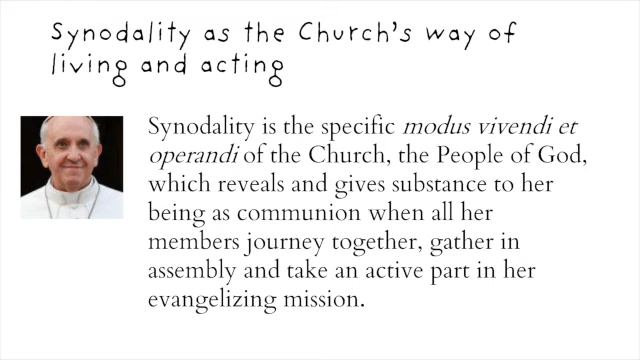 Synodality as the Church's way of
living and acting
Synodality is the specific modus vivendi et
operandi of the Church, the People of God,
which reveals and gives substance to her
being as communion when all her
members journey together, gather in
assembly and take an active part in her
evangelizing mission.